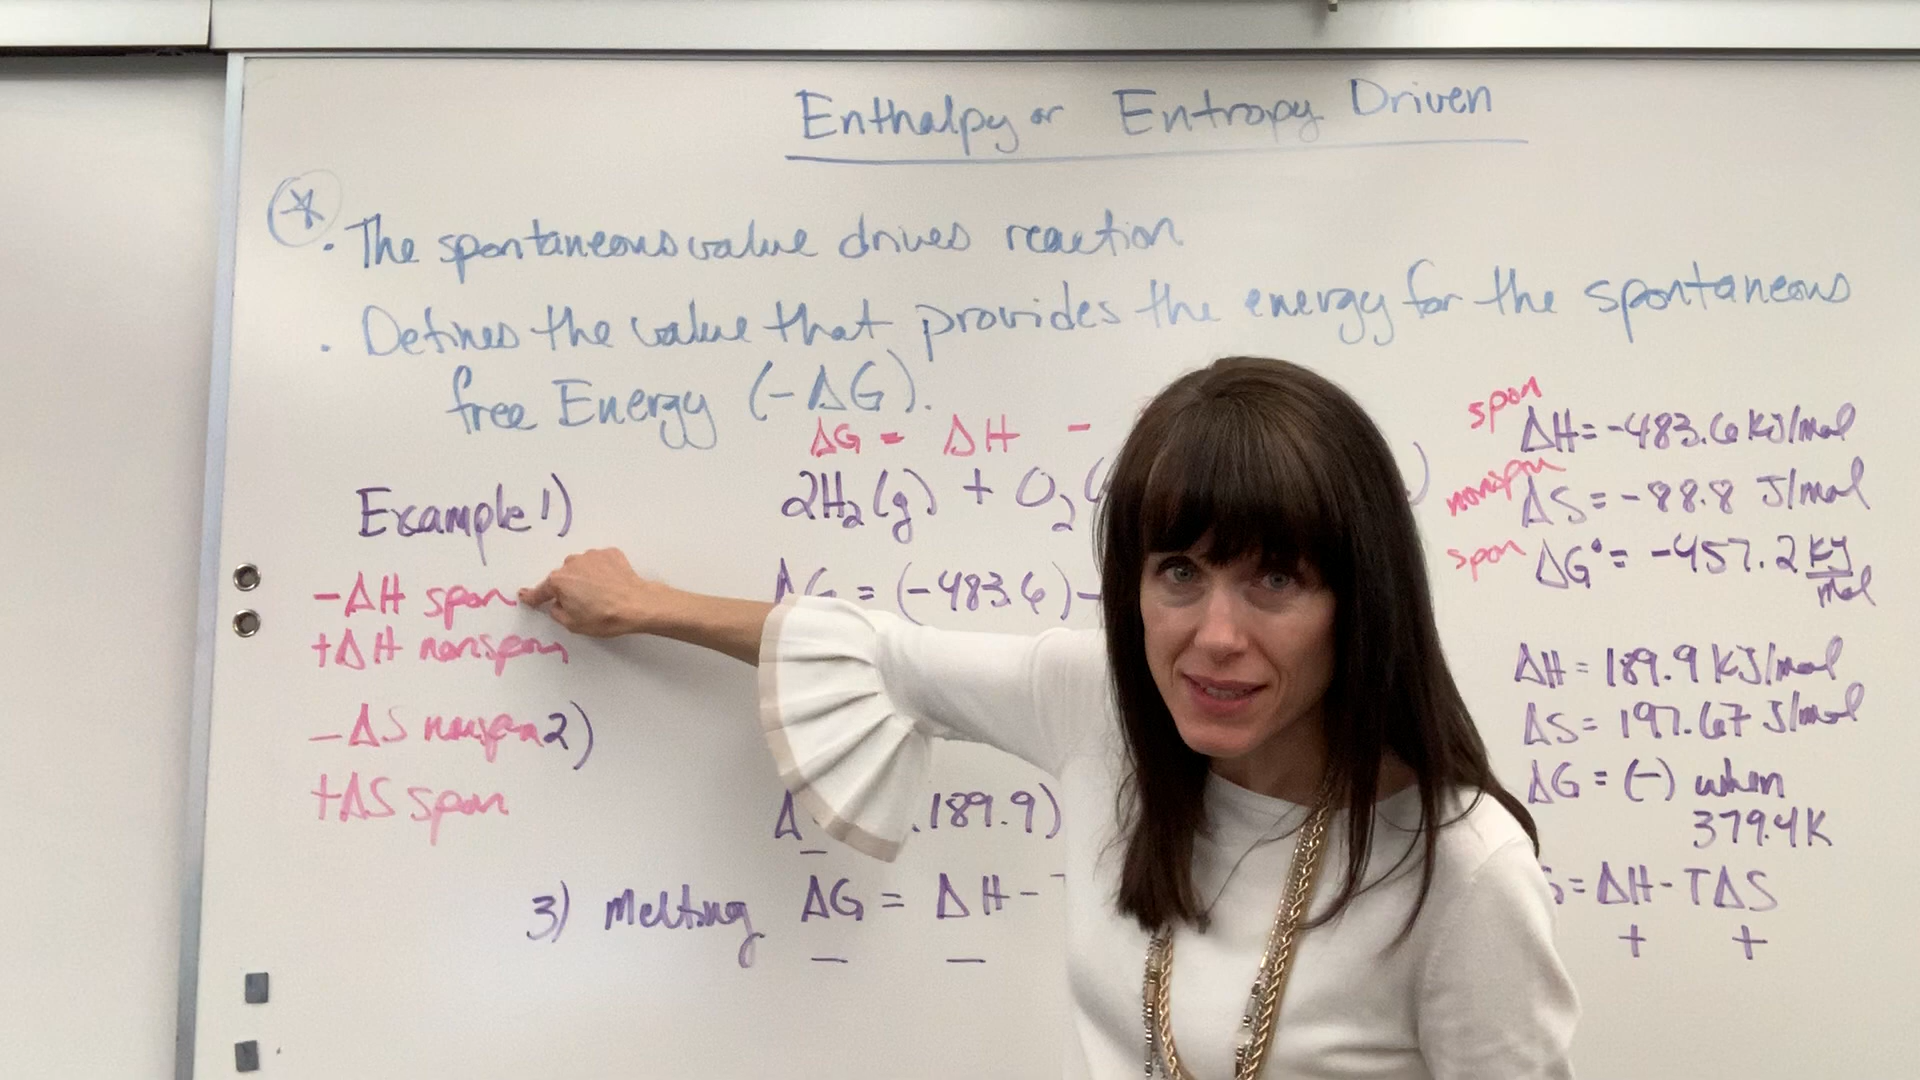 Enthalpy or Entropy Driven
* . The spontaneous value drives reaction
. Defines the value that provides the energy for the spontaneous
free Energy (-ΔG).
ΔG = ΔH -
Example 1)
2H₂(g) + O₂(
)
spon ΔH = -483.6 KJ/mol
nonspon ΔS = -88.8 J/mol
spon ΔG° = -457.2 KJ/mol
ΔG = (-483.6) -
-ΔH spon
+ΔH nonspon
-ΔS nonspon
+ΔS spon
2)
Δ
189.9)
ΔH = 189.9 KJ/mol
ΔS = 197.67 J/mol
ΔG = (-) when
379.4K
3) Melting ΔG = ΔH -
_ _
= ΔH - TΔS
+ +